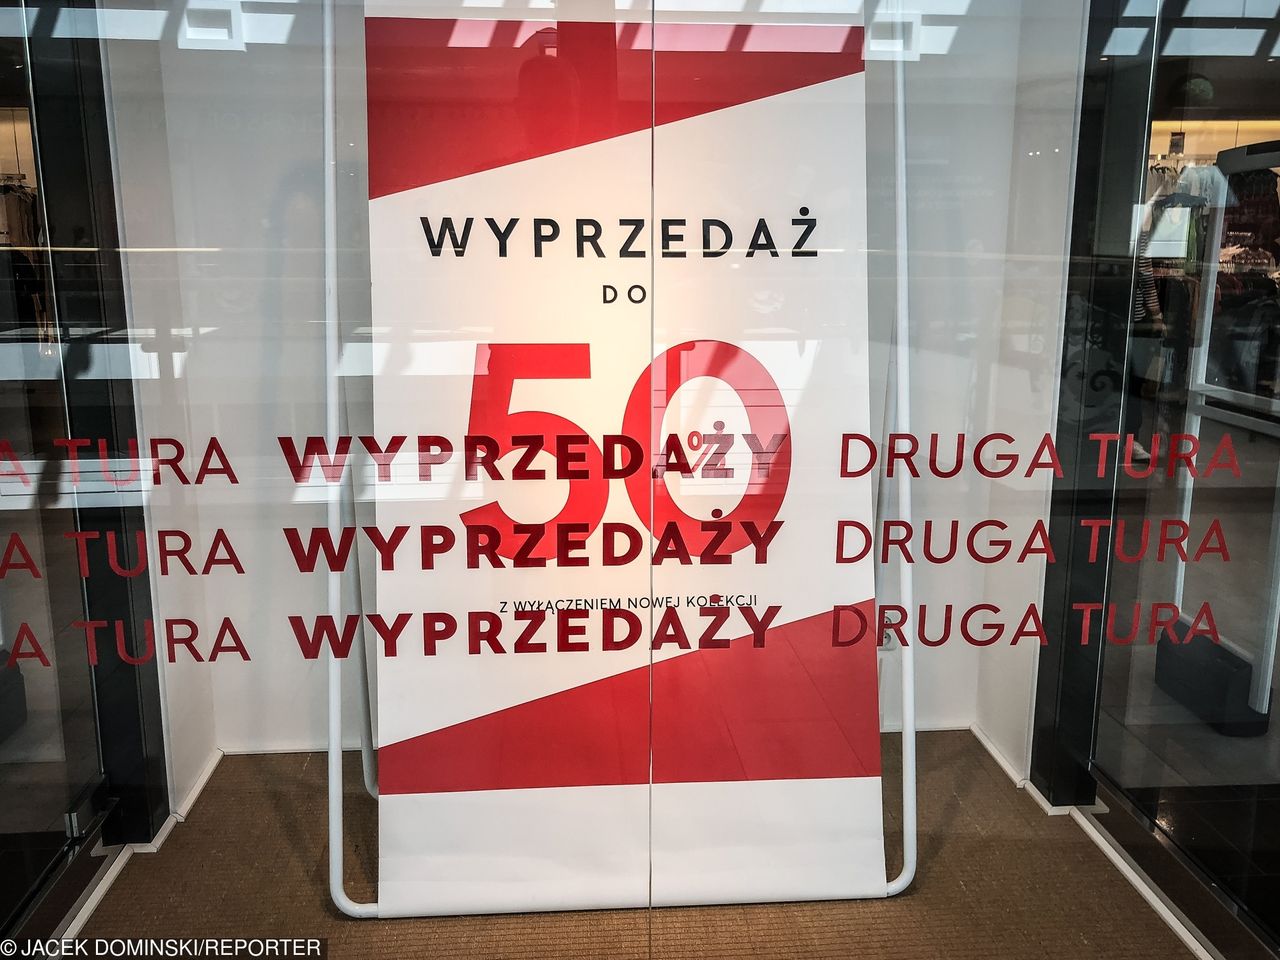 WYPRZEDAŻ
DO
50%
A TURA WYPRZEDAŻY DRUGA TURA
A TURA WYPRZEDAŻY DRUGA TURA
Z WYŁĄCZENIEM NOWEJ KOLEKCJI
A TURA WYPRZEDAŻY DRUGA TURA
© JACEK DOMINSKI/REPORTER